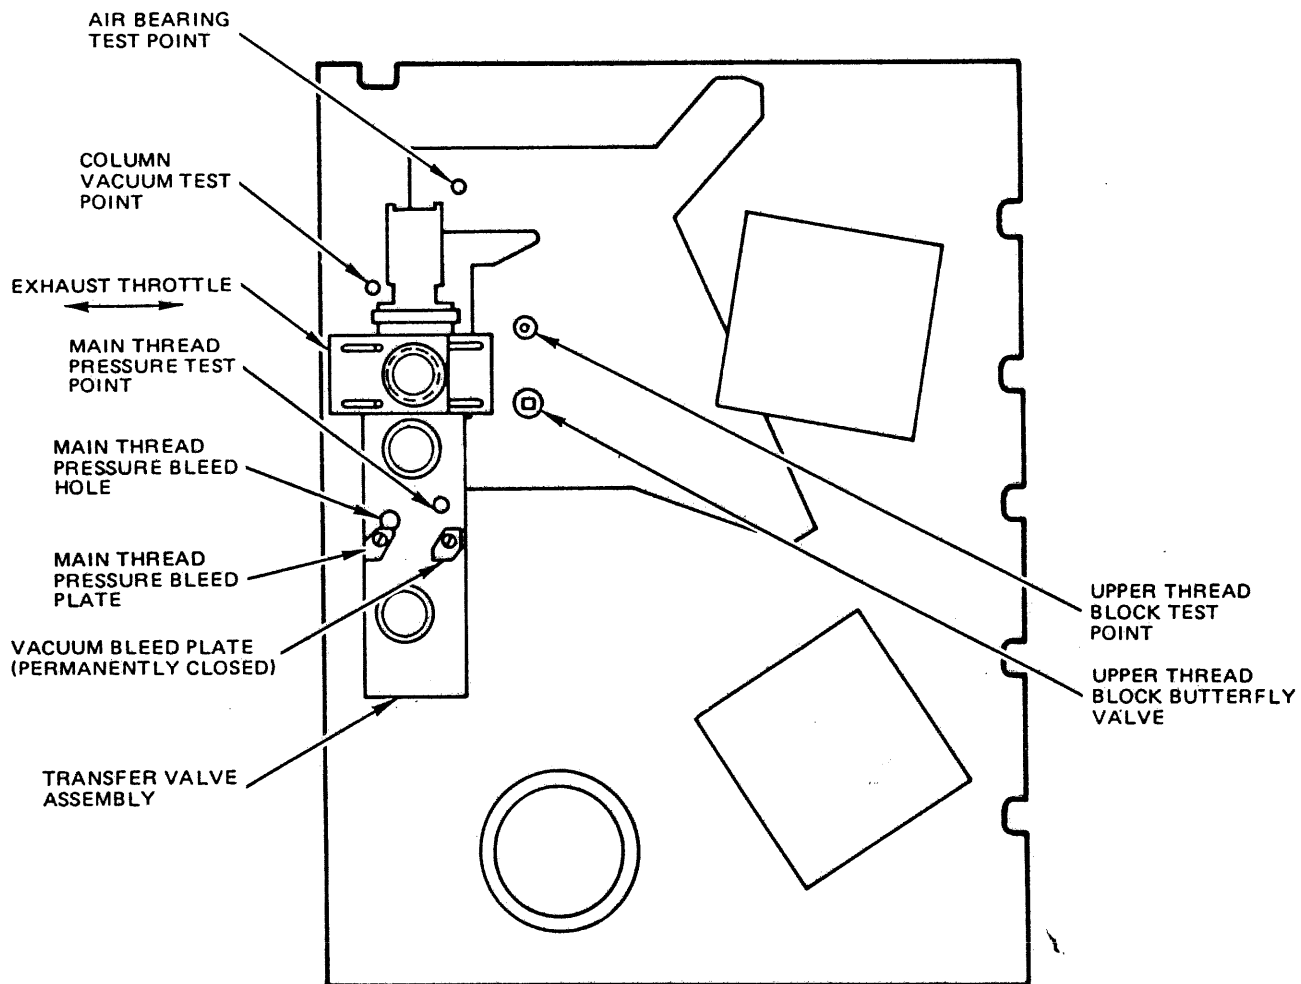 AIR BEARING
TEST POINT
COLUMN
VACUUM TEST
POINT
EXHAUST THROTTLE
MAIN THREAD
PRESSURE TEST
POINT
MAIN THREAD
PRESSURE BLEED
HOLE
MAIN THREAD
PRESSURE BLEED
PLATE
VACUUM BLEED PLATE
(PERMANENTLY CLOSED)
TRANSFER VALVE
ASSEMBLY
UPPER THREAD
BLOCK TEST
POINT
UPPER THREAD
BLOCK BUTTERFLY
VALVE